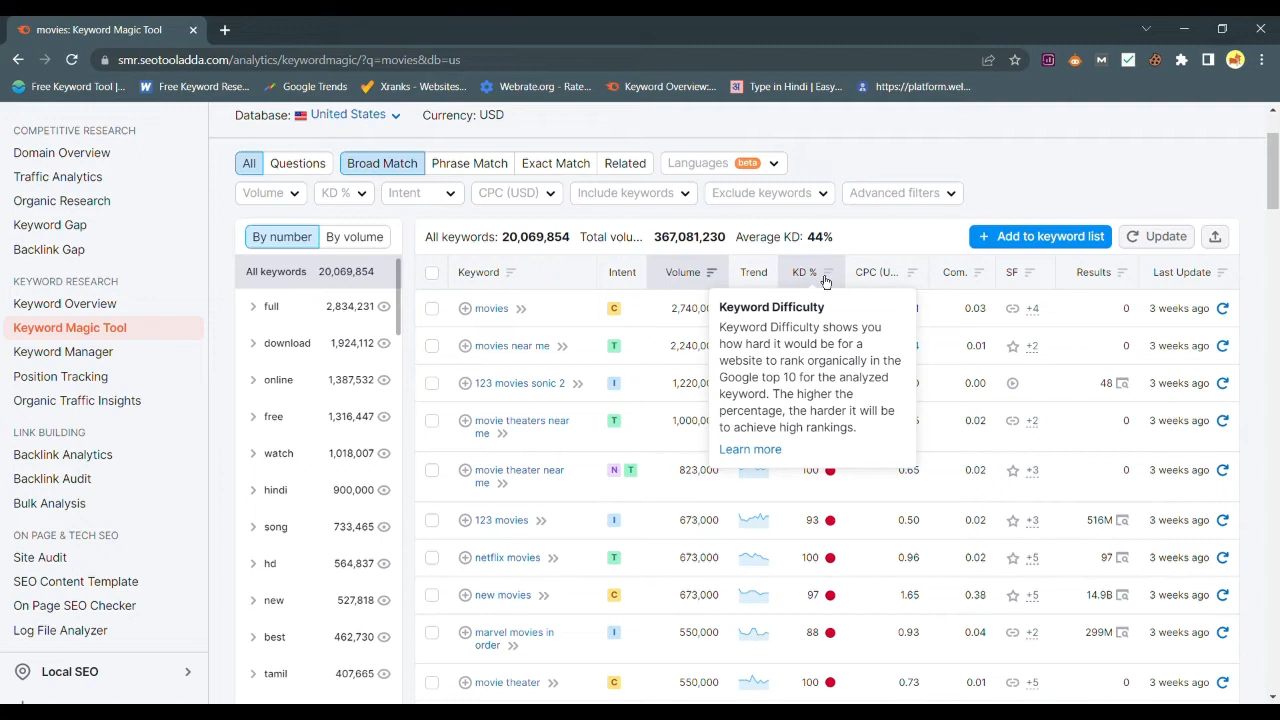 movies: Keyword Magic Tool
smr.seotooladda.com/analytics/keywordmagic/?q=movies&db=us
Free Keyword Tool |... Free Keyword Rese... Google Trends Xranks - Websites... Webrate.org - Rate... Keyword Overview:... Type in Hindi | Easy... https://platform.wel...
COMPETITIVE RESEARCH
Domain Overview
Traffic Analytics
Organic Research
Keyword Gap
Backlink Gap
KEYWORD RESEARCH
Keyword Overview
Keyword Magic Tool
Keyword Manager
Position Tracking
Organic Traffic Insights
LINK BUILDING
Backlink Analytics
Backlink Audit
Bulk Analysis
ON PAGE & TECH SEO
Site Audit
SEO Content Template
On Page SEO Checker
Log File Analyzer
Local SEO
Database: United States Currency: USD
All Questions Broad Match Phrase Match Exact Match Related Languages beta
Volume KD % Intent CPC (USD) Include keywords Exclude keywords Advanced filters
By number By volume
All keywords 20,069,854
full 2,834,231
download 1,924,112
online 1,387,532
free 1,316,447
watch 1,018,007
hindi 900,000
song 733,465
hd 564,837
new 527,818
best 462,730
tamil 407,665
All keywords: 20,069,854 Total volu... 367,081,230 Average KD: 44%
+ Add to keyword list Update
Keyword Intent Volume Trend KD % CPC (U... Com. SF Results Last Update
movies C 2,740,0 1 0.03 +4 0 3 weeks ago
movies near me T 2,240,0 4 0.01 +2 0 3 weeks ago
123 movies sonic 2 I 1,220,0 0 0.00 48 3 weeks ago
movie theaters near me T 1,000,0 5 0.02 +2 0 3 weeks ago
movie theater near me N T 823,000 100 0.65 0.02 +3 0 3 weeks ago
123 movies I 673,000 93 0.50 0.02 +3 516M 3 weeks ago
netflix movies T 673,000 100 0.96 0.02 +5 97 3 weeks ago
new movies C 673,000 97 1.65 0.38 +5 14.9B 3 weeks ago
marvel movies in order I 550,000 88 0.93 0.04 +2 299M 3 weeks ago
movie theater C 550,000 100 0.73 0.01 +5 0 3 weeks ago
Keyword Difficulty
Keyword Difficulty shows you
how hard it would be for a
website to rank organically in the
Google top 10 for the analyzed
keyword. The higher the
percentage, the harder it will be
to achieve high rankings.
Learn more